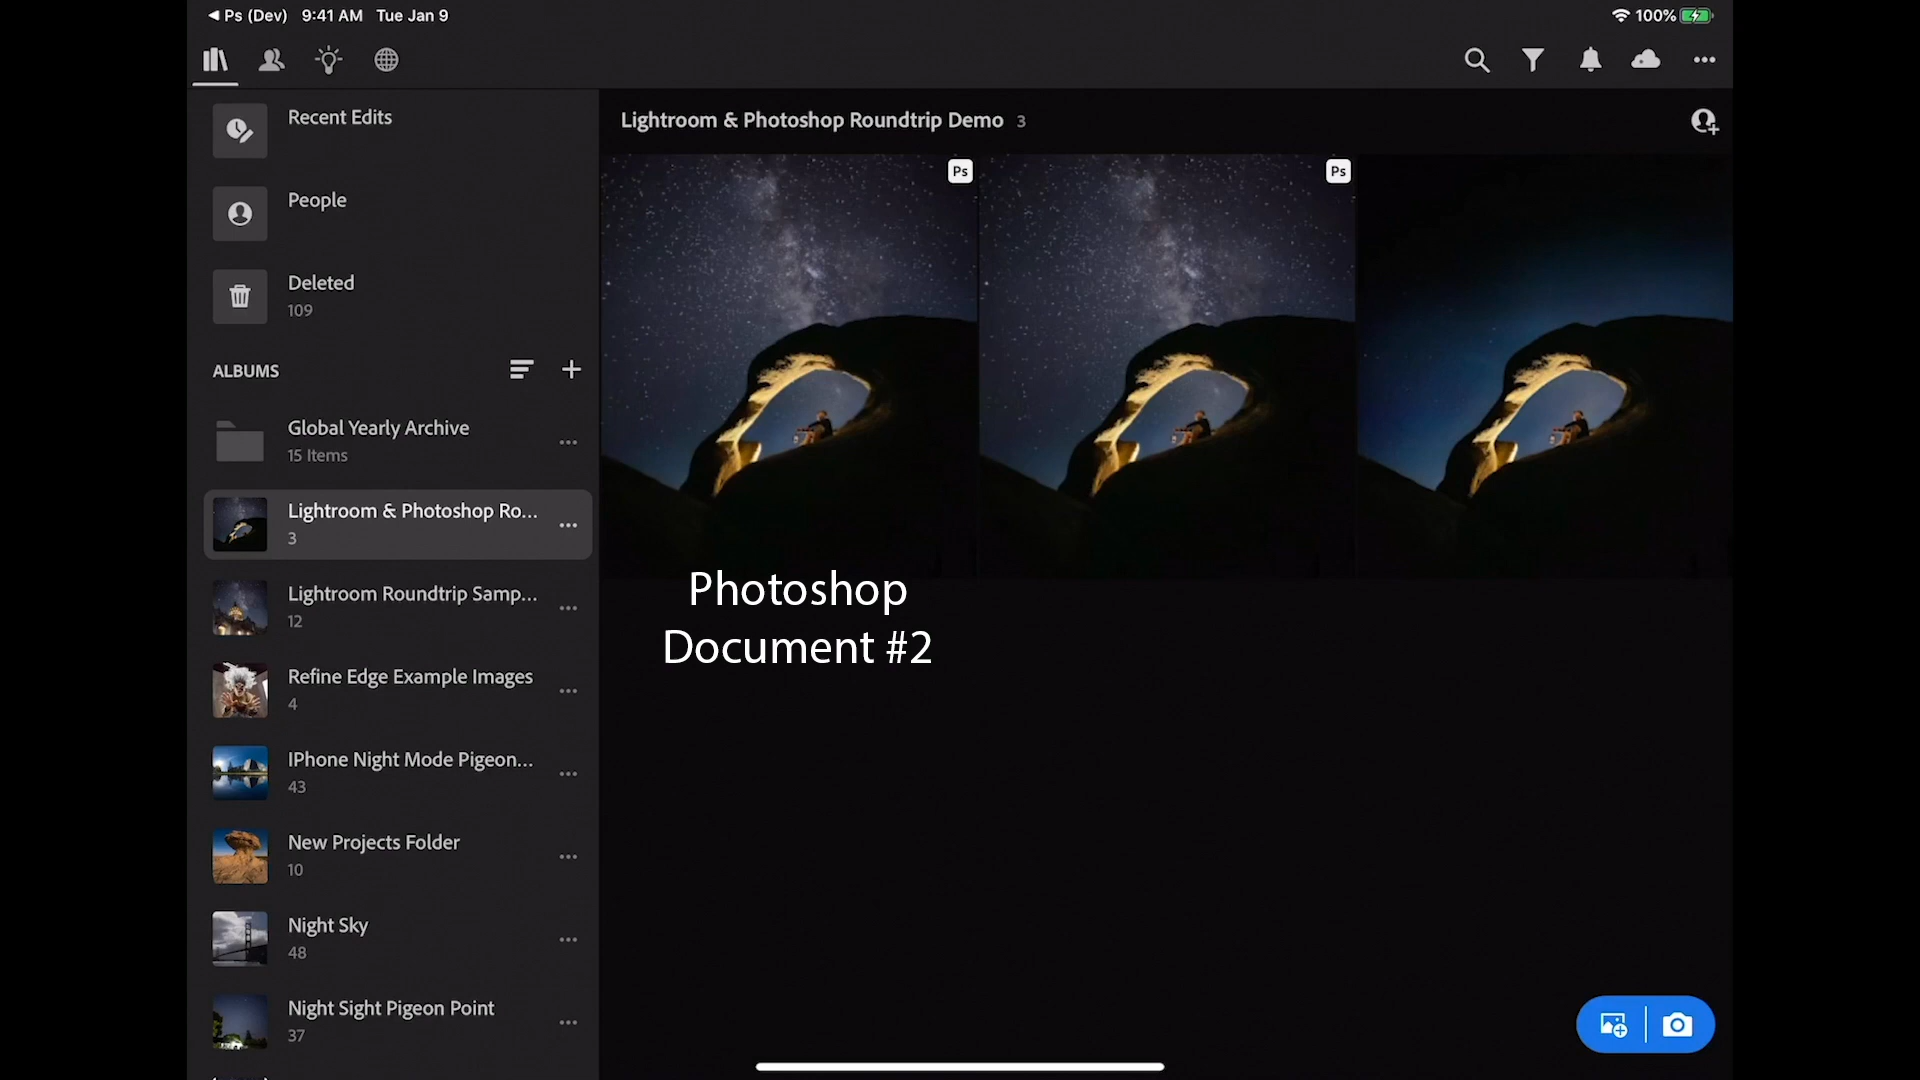 Ps (Dev) 9:41 AM Tue Jan 9
100%
Recent Edits
People
Deleted
109
ALBUMS
Global Yearly Archive
15 Items
Lightroom & Photoshop Ro...
3
Lightroom Roundtrip Samp...
12
Refine Edge Example Images
4
IPhone Night Mode Pigeon...
43
New Projects Folder
10
Night Sky
48
Night Sight Pigeon Point
37
Lightroom & Photoshop Roundtrip Demo 3
Ps
Ps
Photoshop
Document #2